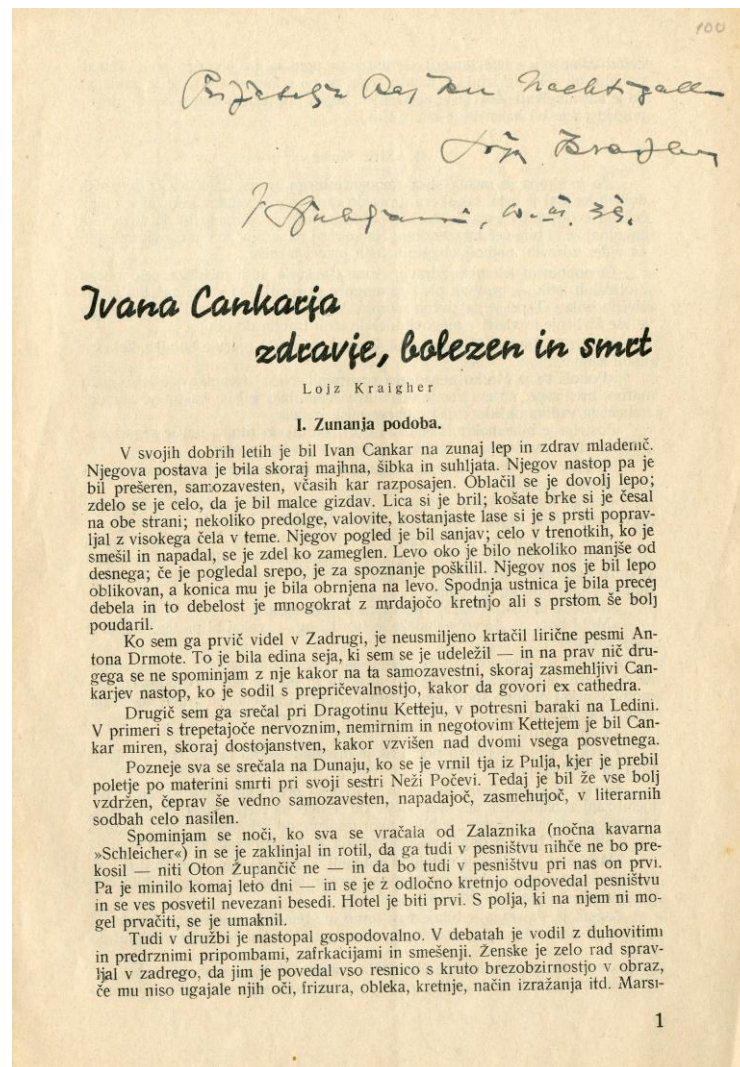 100
Prijatelju Rajku Nachtigallu
Lojz Kraigher
V Ljubljani,
Ivana Cankarja
zdravje, bolezen in smrt
Lojz Kraigher
I. Zunanja podoba.
V svojih dobrih letih je bil Ivan Cankar na zunaj lep in zdrav mladenič.
Njegova postava je bila skoraj majhna, šibka in suhljata. Njegov nastop pa je
bil prešeren, samozavesten, včasih kar razposajen. Oblačil se je dovolj lepo;
zdelo se je celo, da je bil malce gizdav. Lica si je bril; košate brke si je česal
na obe strani; nekoliko predolge, valovite, kostanjaste lase si je s prsti poprav-
ljal z visokega čela v teme. Njegov pogled je bil sanjav; celo v trenotkih, ko je
smešil in napadal, se je zdel ko zameglen. Levo oko je bilo nekoliko manjše od
desnega; če je pogledal srepo, je za spoznanje poškilil. Njegov nos je bil lepo
oblikovan, a konica mu je bila obrnjena na levo. Spodnja ustnica je bila precej
debela in to debelost je mnogokrat z mrdajočo kretnjo ali s prstom še bolj
poudaril.
Ko sem ga prvič videl v Zadrugi, je neusmiljeno krtačil lirične pesmi An-
tona Drmote. To je bila edina seja, ki sem se je udeležil — in na prav nič dru-
gega se ne spominjam z nje kakor na ta samozavestni, skoraj zasmehljivi Can-
karjev nastop, ko je sodil s prepričevalnostjo, kakor da govori ex cathedra.
Drugič sem ga srečal pri Dragotinu Ketteju, v potresni baraki na Ledini.
V primeri s trepetajoče nervoznim, nemirnim in negotovim Kettejem je bil Can-
kar miren, skoraj dostojanstven, kakor vzvišen nad dvomi vsega posvetnega.
Pozneje sva se srečala na Dunaju, ko se je vrnil tja iz Pulja, kjer je prebil
poletje po materini smrti pri svoji sestri Neži Počevi. Tedaj je bil že vse bolj
vzdržen, čeprav še vedno samozavesten, napadajoč, zasmehujoč, v literarnih
sodbah celo nasilen.
Spominjam se noči, ko sva se vračala od Zalaznika (nočna kavarna
»Schleicher«) in se je zaklinjal in rotil, da ga tudi v pesništvu nihče ne bo pre-
kosil — niti Oton Župančič ne — in da bo tudi v pesništvu pri nas on prvi.
Pa je minilo komaj leto dni — in se je z odločno kretnjo odpovedal pesništvu
in se ves posvetil nevezani besedi. Hotel je biti prvi. S polja, ki na njem ni mo-
gel prvačiti, se je umaknil.
Tudi v družbi je nastopal gospodovalno. V debatah je vodil z duhovitimi
in predrznimi pripombami, zafrkacijami in smešenji. Ženske je zelo rad sprav-
ljal v zadrego, da jim je povedal vso resnico s kruto brezobzirnostjo v obraz,
če mu niso ugajale njih oči, frizura, obleka, kretnje, način izražanja itd. Marsi-
1